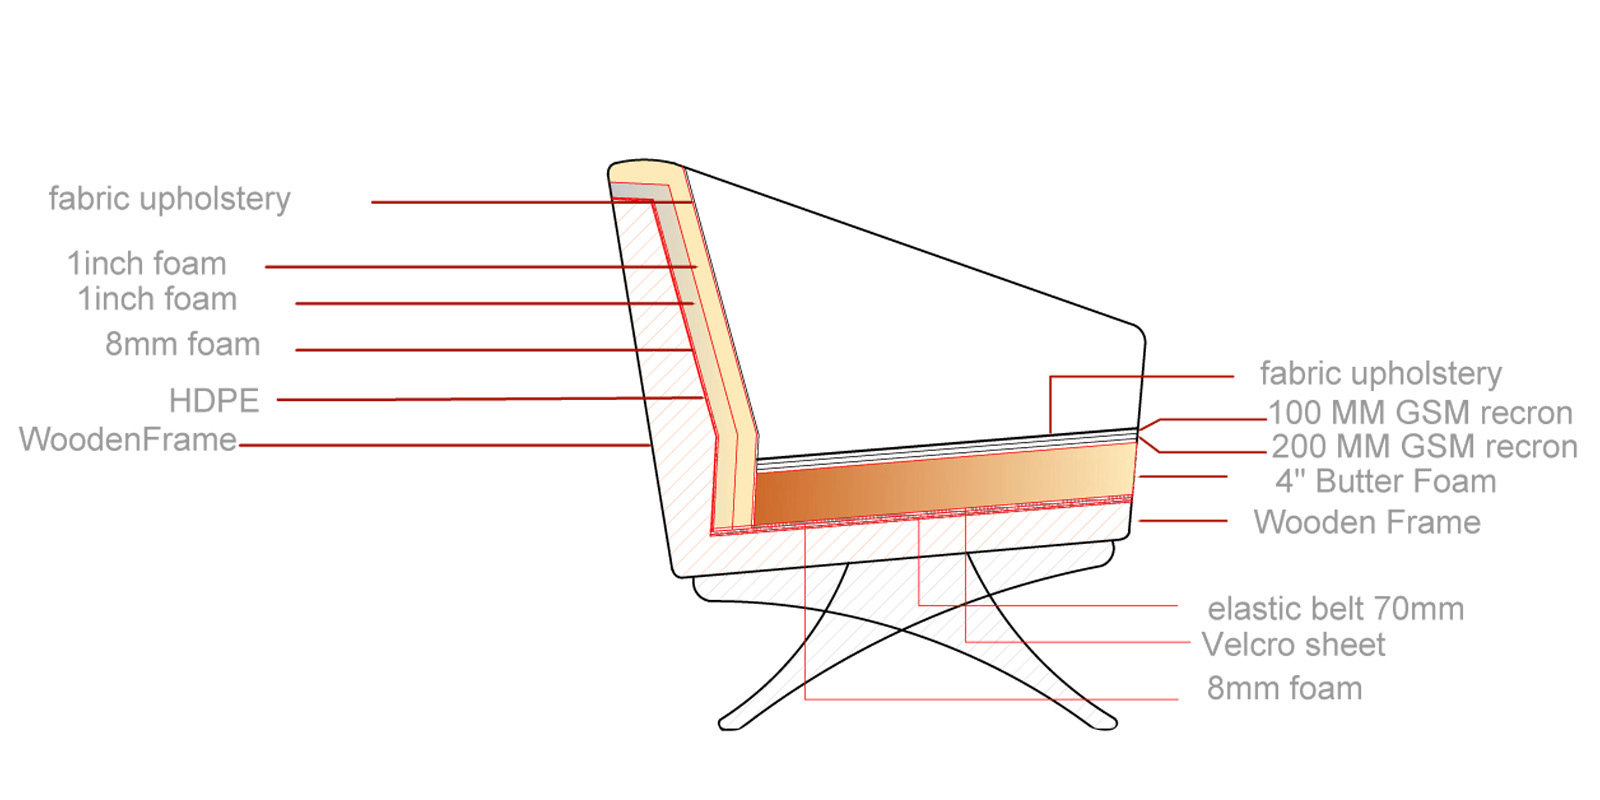 fabric upholstery
1inch foam
1inch foam
8mm foam
HDPE
WoodenFrame
fabric upholstery
100 MM GSM recron
200 MM GSM recron
4" Butter Foam
Wooden Frame
elastic belt 70mm
Velcro sheet
8mm foam